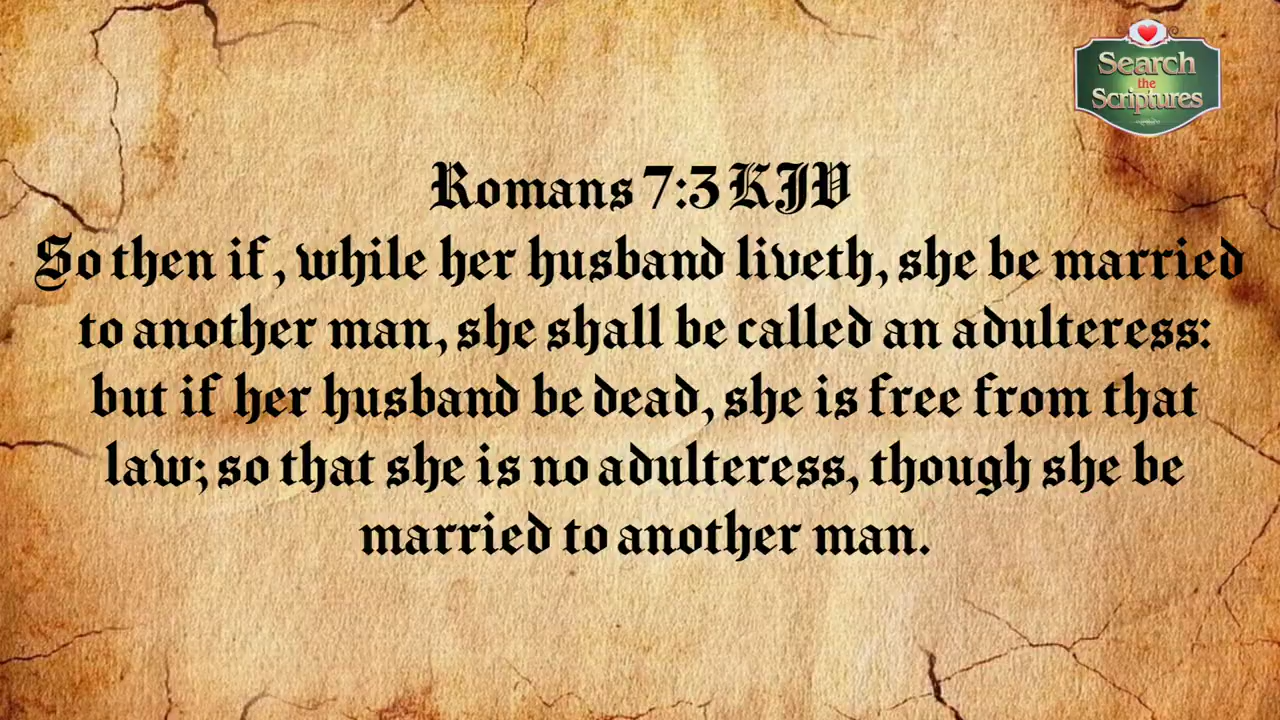 Search
the
Scriptures
Romans 7:3 KJV
So then if, while her husband liveth, she be married
to another man, she shall be called an adulteress:
but if her husband be dead, she is free from that
law; so that she is no adulteress, though she be
married to another man.